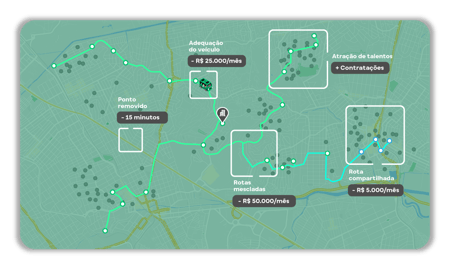 Adequação
do veículo
- R$ 25.000/mês
Atração de talentos
+ Contratações
Ponto
removido
- 15 minutos
Rotas
mescladas
- R$ 50.000/mês
Rota
compartilhada
- R$ 5.000/mês